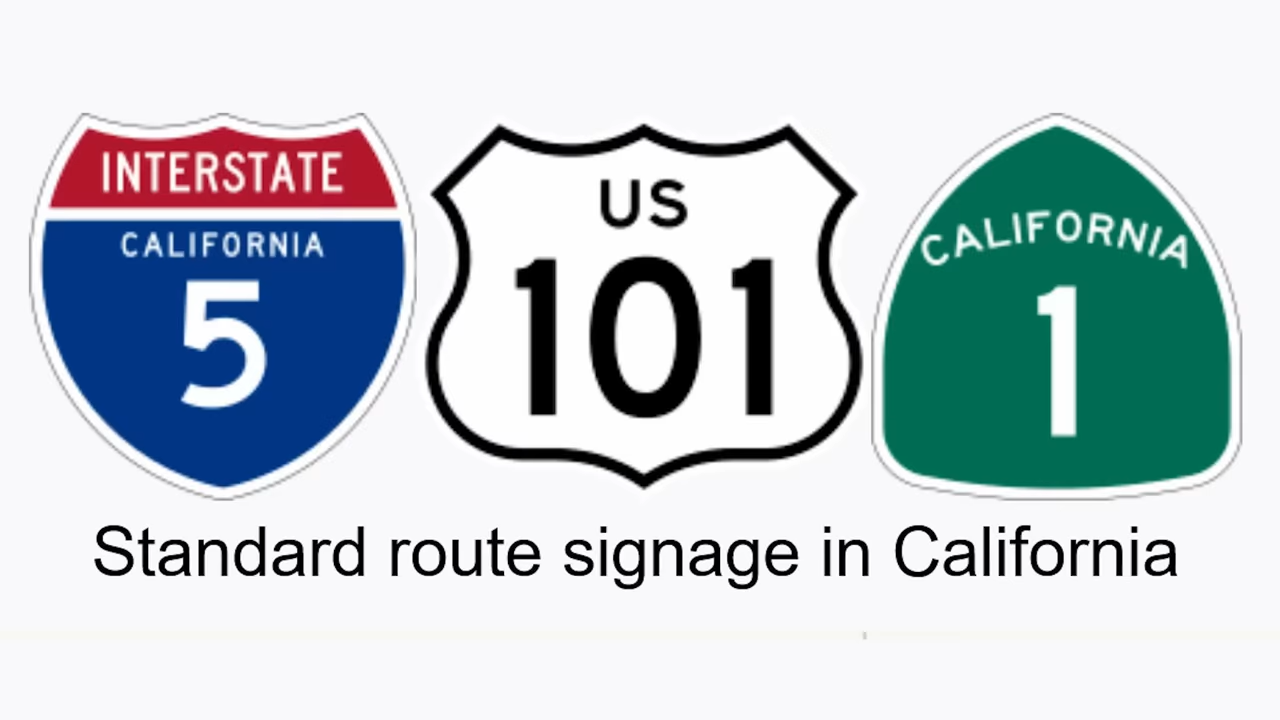 INTERSTATE
CALIFORNIA
5
US
101
CALIFORNIA
1
Standard route signage in California